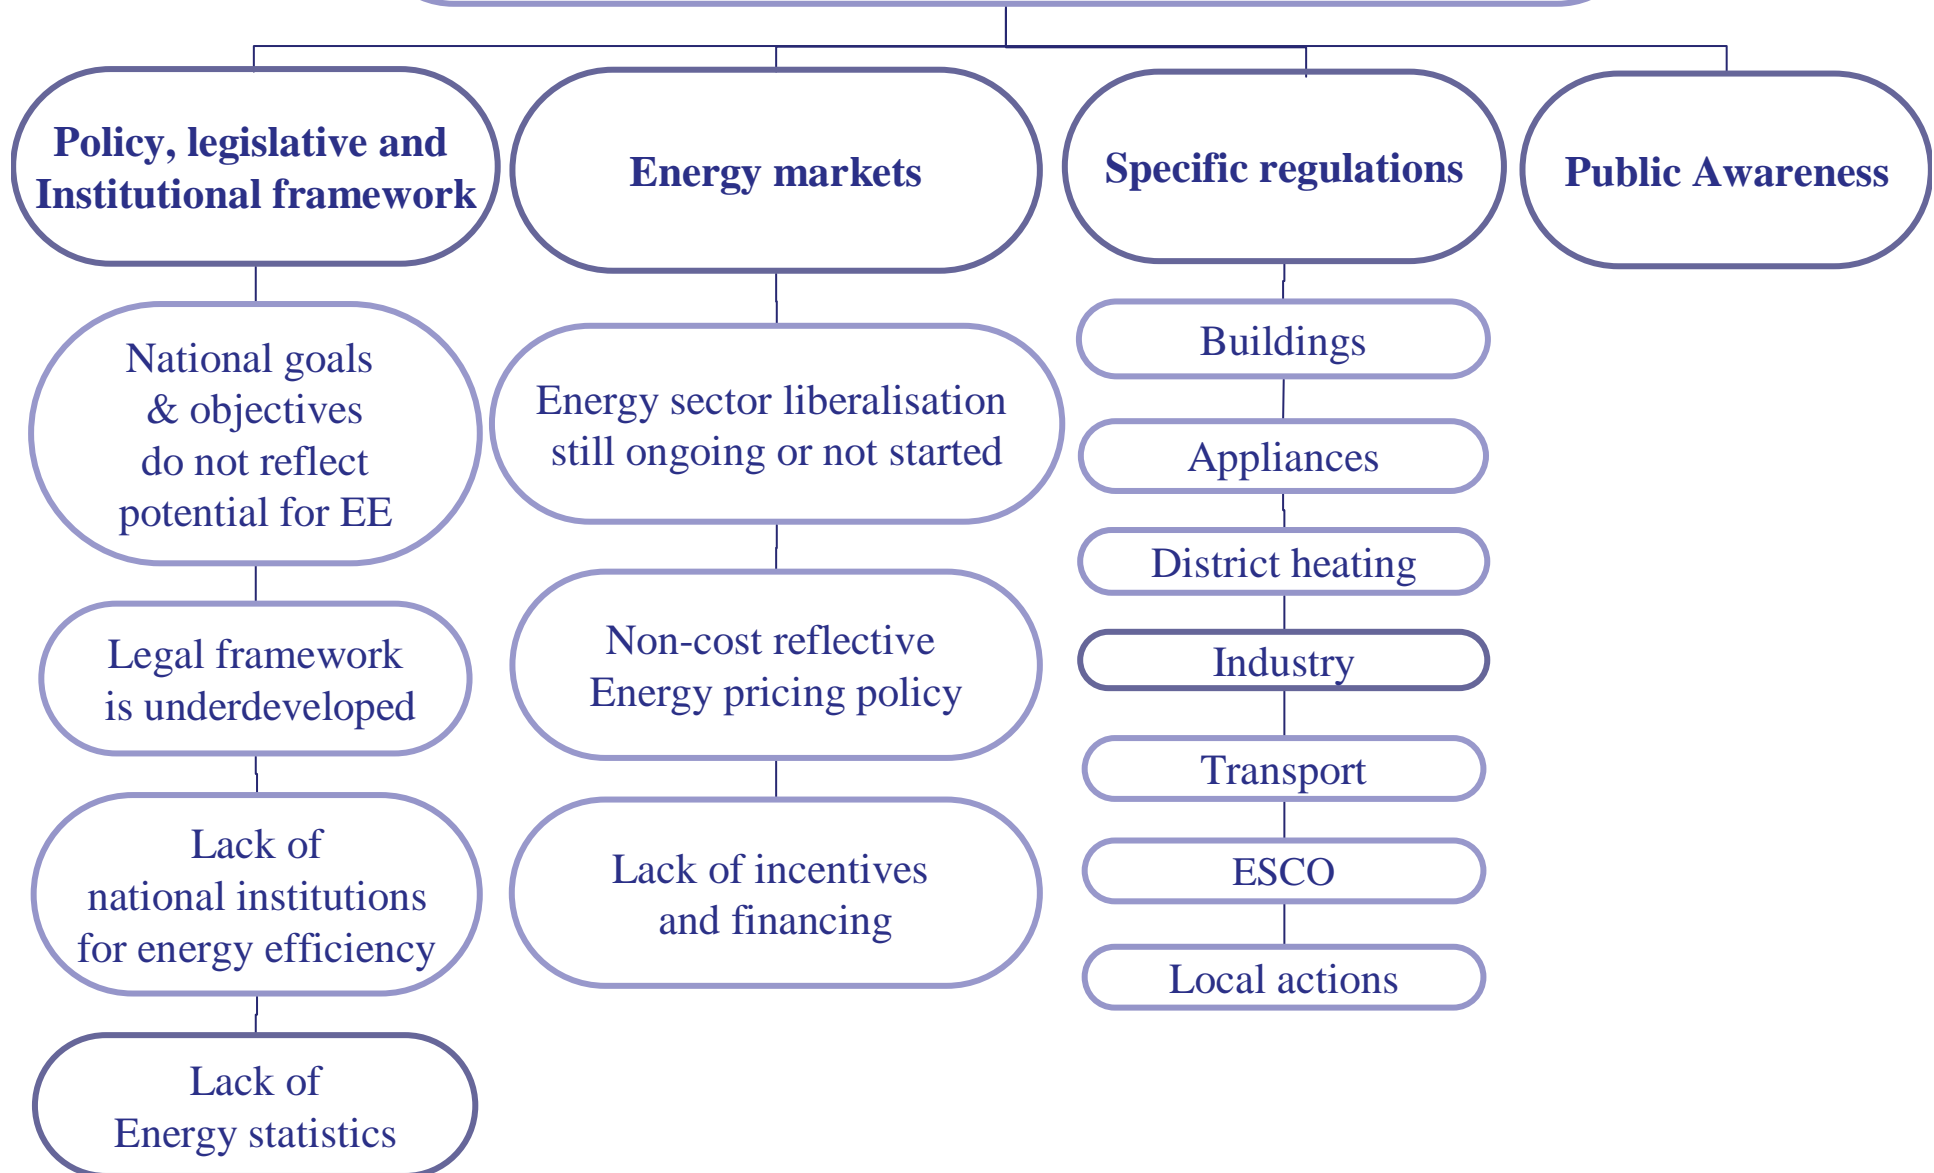 Policy, legislative and
Institutional framework
Energy markets
Specific regulations
Public Awareness
National goals
& objectives
do not reflect
potential for EE
Legal framework
is underdeveloped
Lack of
national institutions
for energy efficiency
Lack of
Energy statistics
Energy sector liberalisation
still ongoing or not started
Non-cost reflective
Energy pricing policy
Lack of incentives
and financing
Buildings
Appliances
District heating
Industry
Transport
ESCO
Local actions